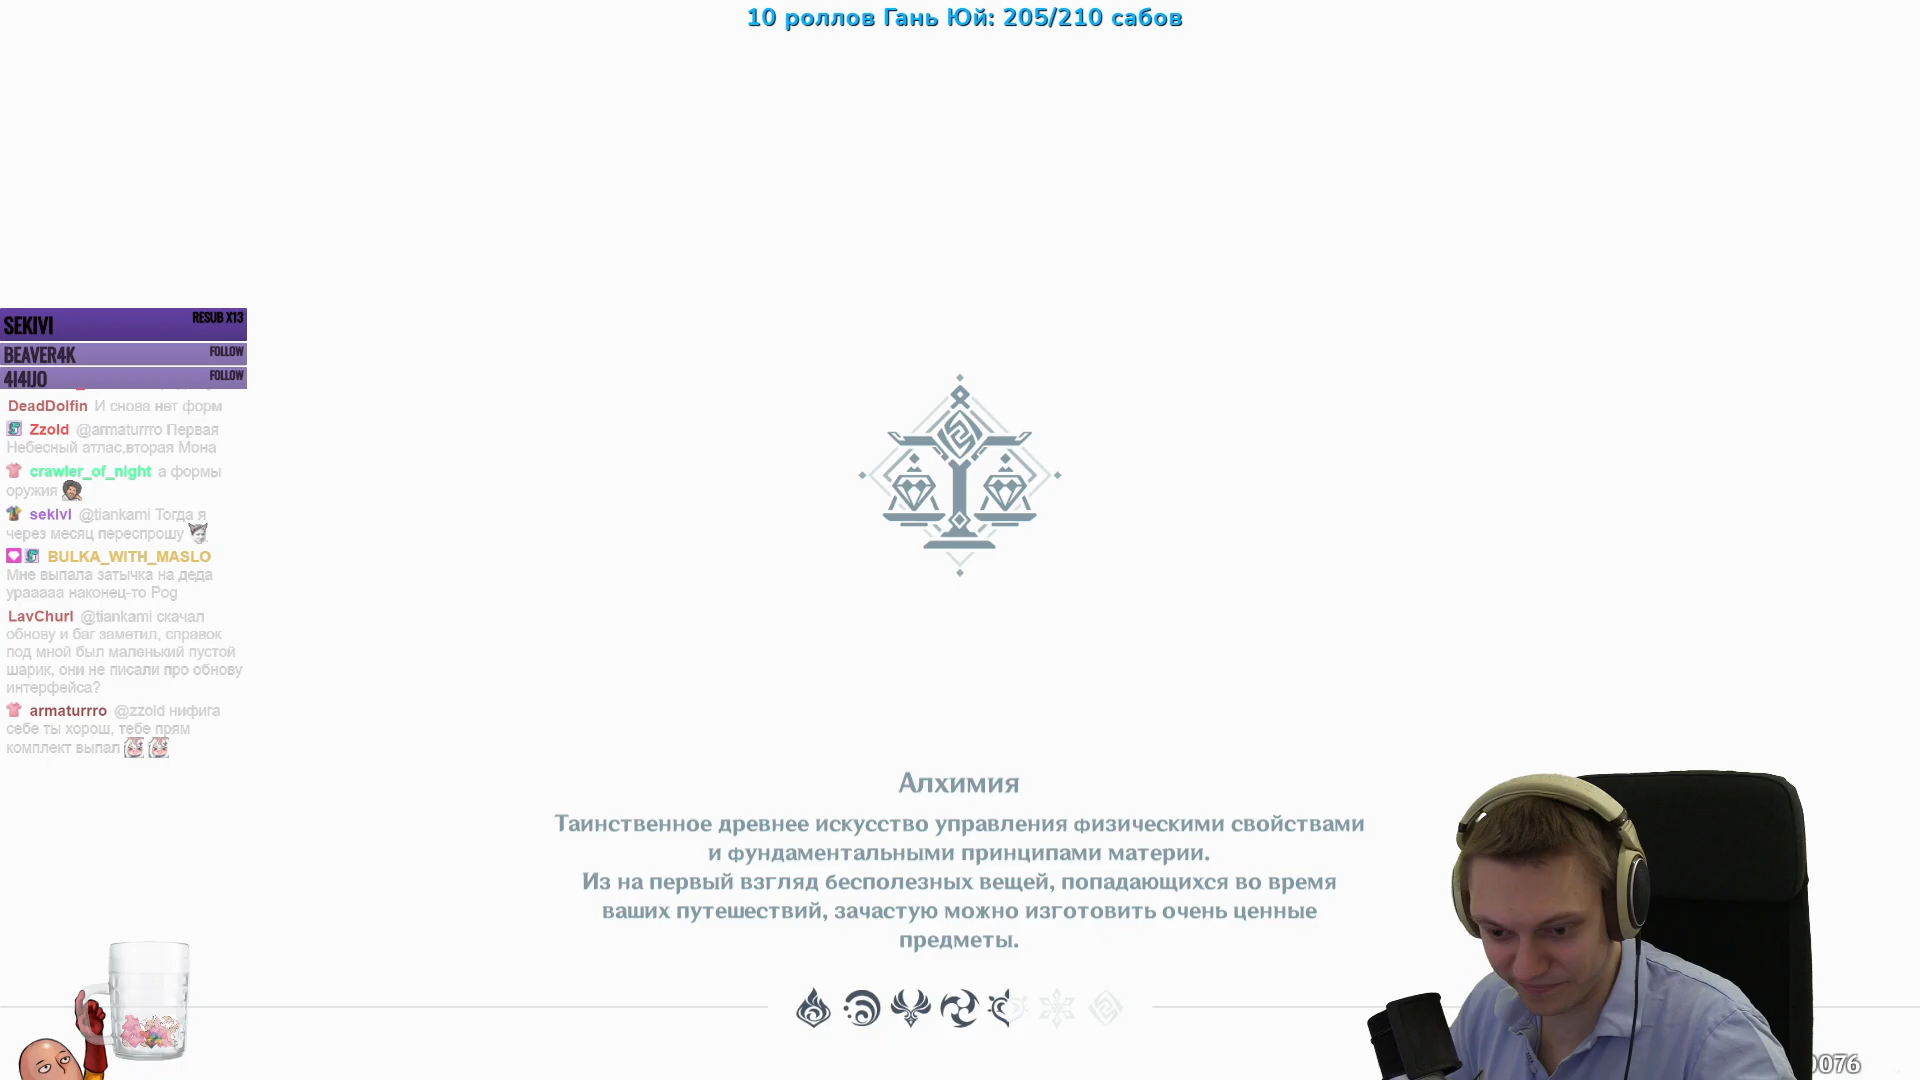 10 роллов Гань Юй: 205/210 сабов
SEKIVI RESUB X13
BEAVER4K FOLLOW
4I4IJO FOLLOW
DeadDolfin И снова нет форм
Zzold @armaturrro Первая
Небесный атлас,вторая Мона
crawler_of_night а формы
оружия
sekivi @tiankami Тогда я
через месяц переспрошу
BULKA_WITH_MASLO
Мне выпала затычка на деда
урааааа наконец-то Pog
LavChurl @tiankami скачал
обнову и баг заметил, справок
под мной был маленький пустой
шарик, они не писали про обнову
интерфейса?
armaturrro @zzold нифига
себе ты хорош, тебе прям
комплект выпал
Алхимия
Таинственное древнее искусство управления физическими свойствами
и фундаментальными принципами материи.
Из на первый взгляд бесполезных вещей, попадающихся во время
ваших путешествий, зачастую можно изготовить очень ценные
предметы.
0076